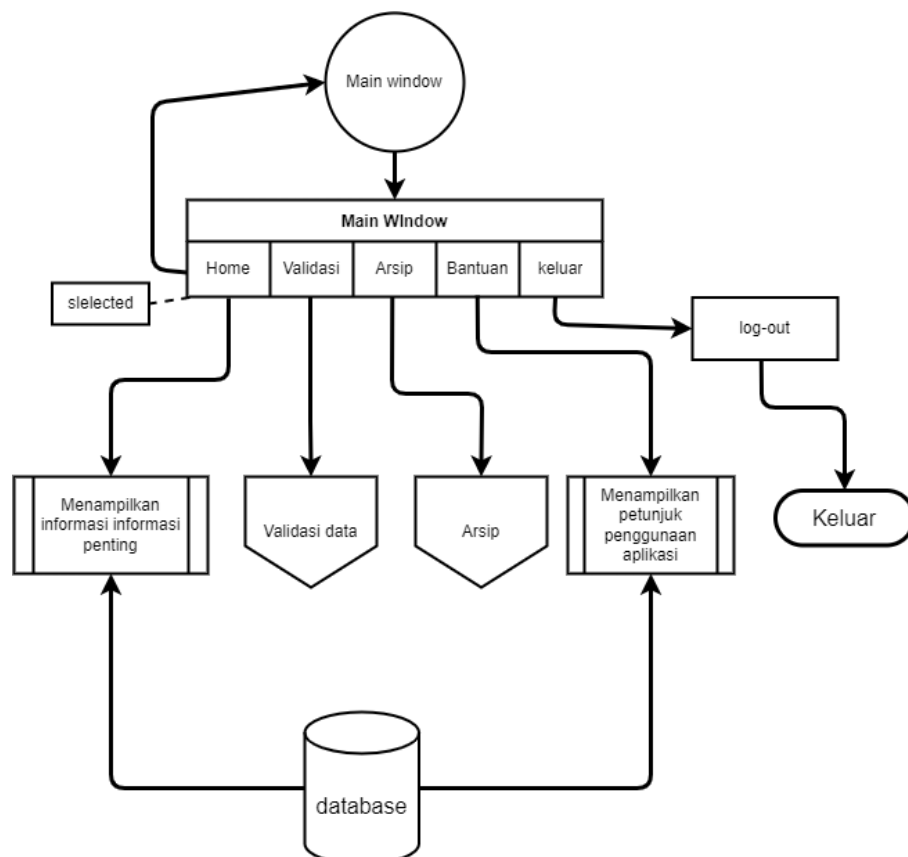 Main window
Main WIndow
Home
Validasi
Arsip
Bantuan
keluar
slelected
log-out
Menampilkan
informasi informasi
penting
Validasi data
Arsip
Menampilkan
petunjuk
penggunaan
aplikasi
Keluar
database